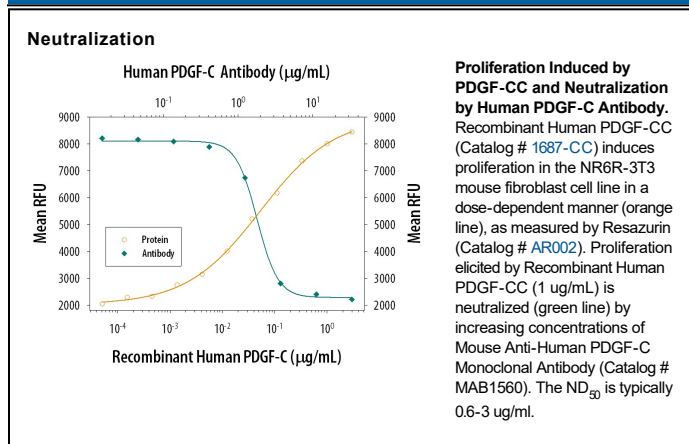 Neutralization
Human PDGF-C Antibody (μg/mL)
10⁻¹ 10⁰ 10¹
9000 9000
8000 8000
7000 7000
6000 6000
5000 5000
4000 4000
3000 3000
2000 2000
Mean RFU
Mean RFU
Protein
Antibody
10⁻⁴ 10⁻³ 10⁻² 10⁻¹ 10⁰
Recombinant Human PDGF-C (μg/mL)
Proliferation Induced by
PDGF-CC and Neutralization
by Human PDGF-C Antibody.
Recombinant Human PDGF-CC
(Catalog # 1687-CC) induces
proliferation in the NR6R-3T3
mouse fibroblast cell line in a
dose-dependent manner (orange
line), as measured by Resazurin
(Catalog # AR002). Proliferation
elicited by Recombinant Human
PDGF-CC (1 ug/mL) is
neutralized (green line) by
increasing concentrations of
Mouse Anti-Human PDGF-C
Monoclonal Antibody (Catalog #
MAB1560). The ND₅₀ is typically
0.6-3 ug/ml.